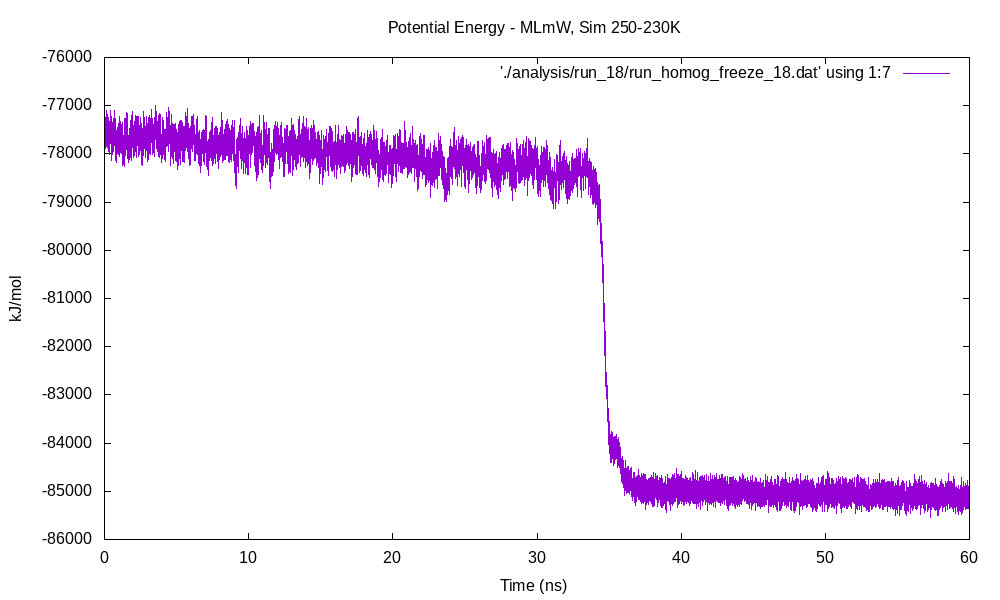 Potential Energy - MLmW, Sim 250-230K
-76000
'./analysis/run_18/run_homog_freeze_18.dat' using 1:7
-77000
-78000
-79000
-80000
-81000
kJ/mol
-82000
-83000
-84000
-85000
-86000
0 10 20 30 40 50 60
Time (ns)